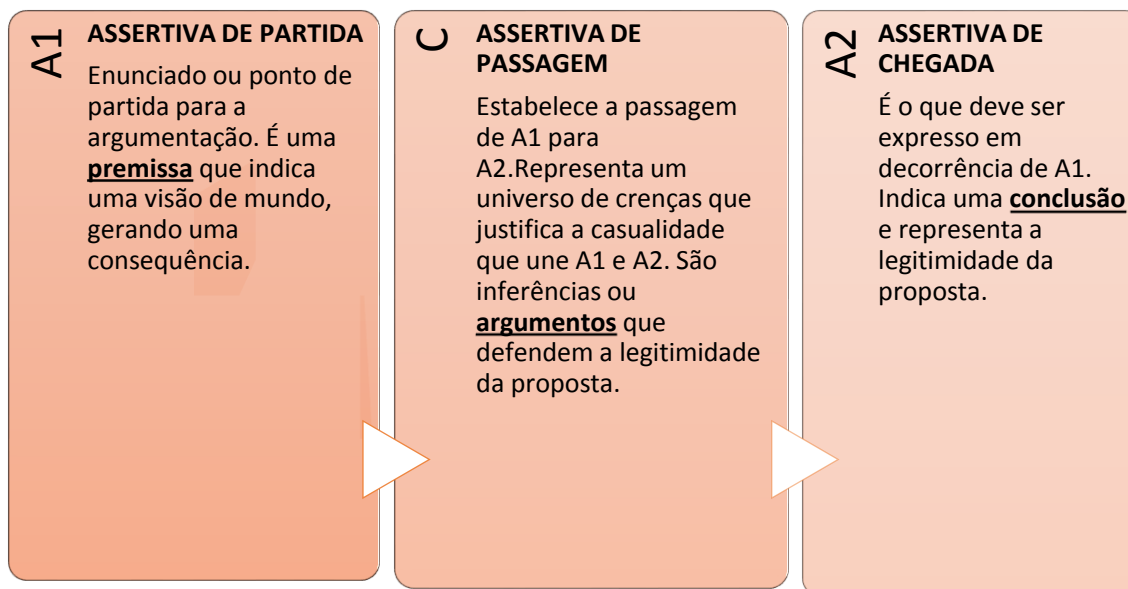 A1
ASSERTIVA DE PARTIDA
Enunciado ou ponto de
partida para a
argumentação. É uma
premissa que indica
uma visão de mundo,
gerando uma
consequência.
C
ASSERTIVA DE
PASSAGEM
Estabelece a passagem
de A1 para
A2.Representa um
universo de crenças que
justifica a casualidade
que une A1 e A2. São
inferências ou
argumentos que
defendem a legitimidade
da proposta.
A2
ASSERTIVA DE
CHEGADA
É o que deve ser
expresso em
decorrência de A1.
Indica uma conclusão
e representa a
legitimidade da
proposta.